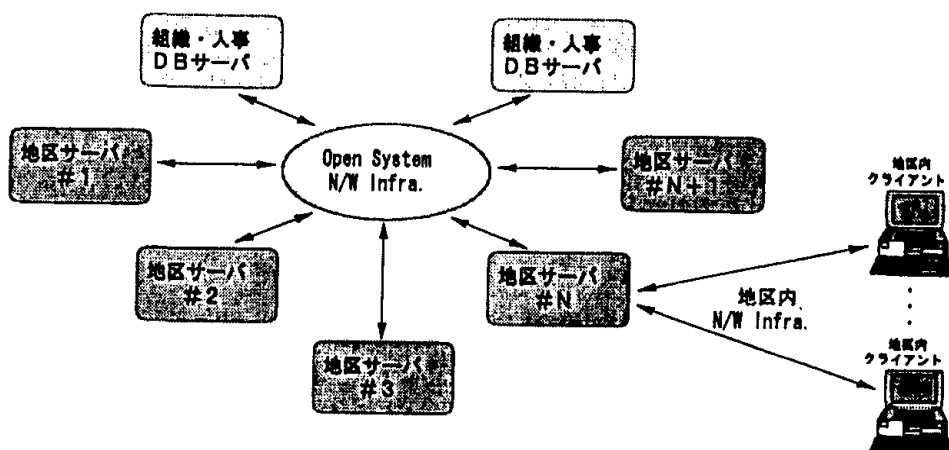 組織・人事
DBサーバ
組織・人事
D.Bサーバ
地区サーバ
#1
Open System
N/W Infra.
地区サーバ
#N+1
地区内
クライアント
地区サーバ
#2
地区サーバ
#N
地区内
N/W Infra.
地区サーバ
#3
地区内
クライアント